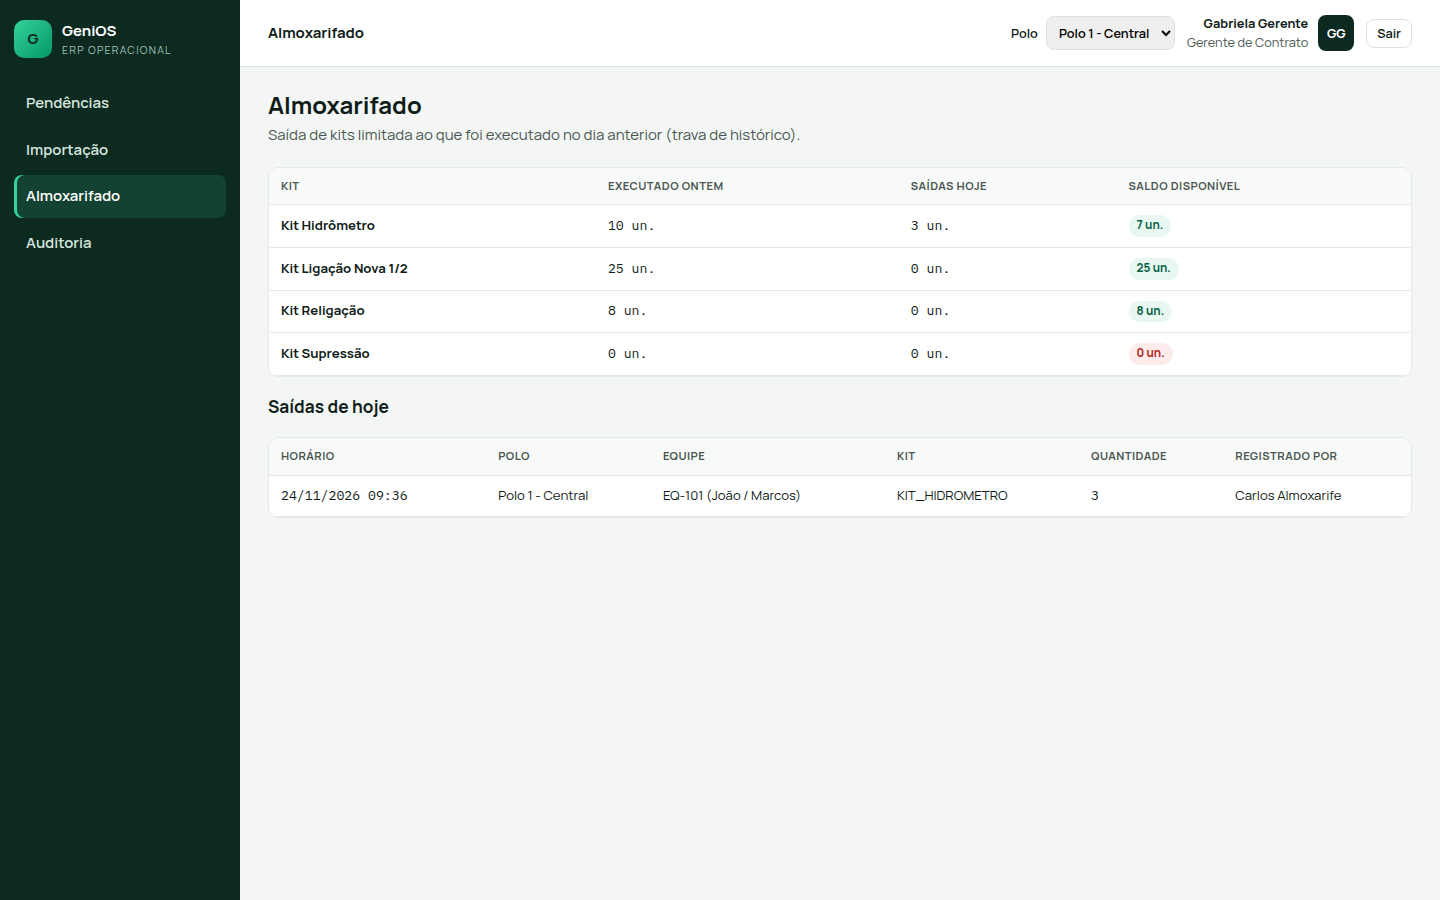 G
GeniOS
ERP OPERACIONAL
Pendências
Importação
Almoxarifado
Auditoria
Almoxarifado
Polo
Polo 1 - Central
Gabriela Gerente
Gerente de Contrato
GG
Sair
Almoxarifado
Saída de kits limitada ao que foi executado no dia anterior (trava de histórico).
KIT EXECUTADO ONTEM SAÍDAS HOJE SALDO DISPONÍVEL
Kit Hidrômetro 10 un. 3 un. 7 un.
Kit Ligação Nova 1/2 25 un. 0 un. 25 un.
Kit Religação 8 un. 0 un. 8 un.
Kit Supressão 0 un. 0 un. 0 un.
Saídas de hoje
HORÁRIO POLO EQUIPE KIT QUANTIDADE REGISTRADO POR
24/11/2026 09:36 Polo 1 - Central EQ-101 (João / Marcos) KIT_HIDROMETRO 3 Carlos Almoxarife